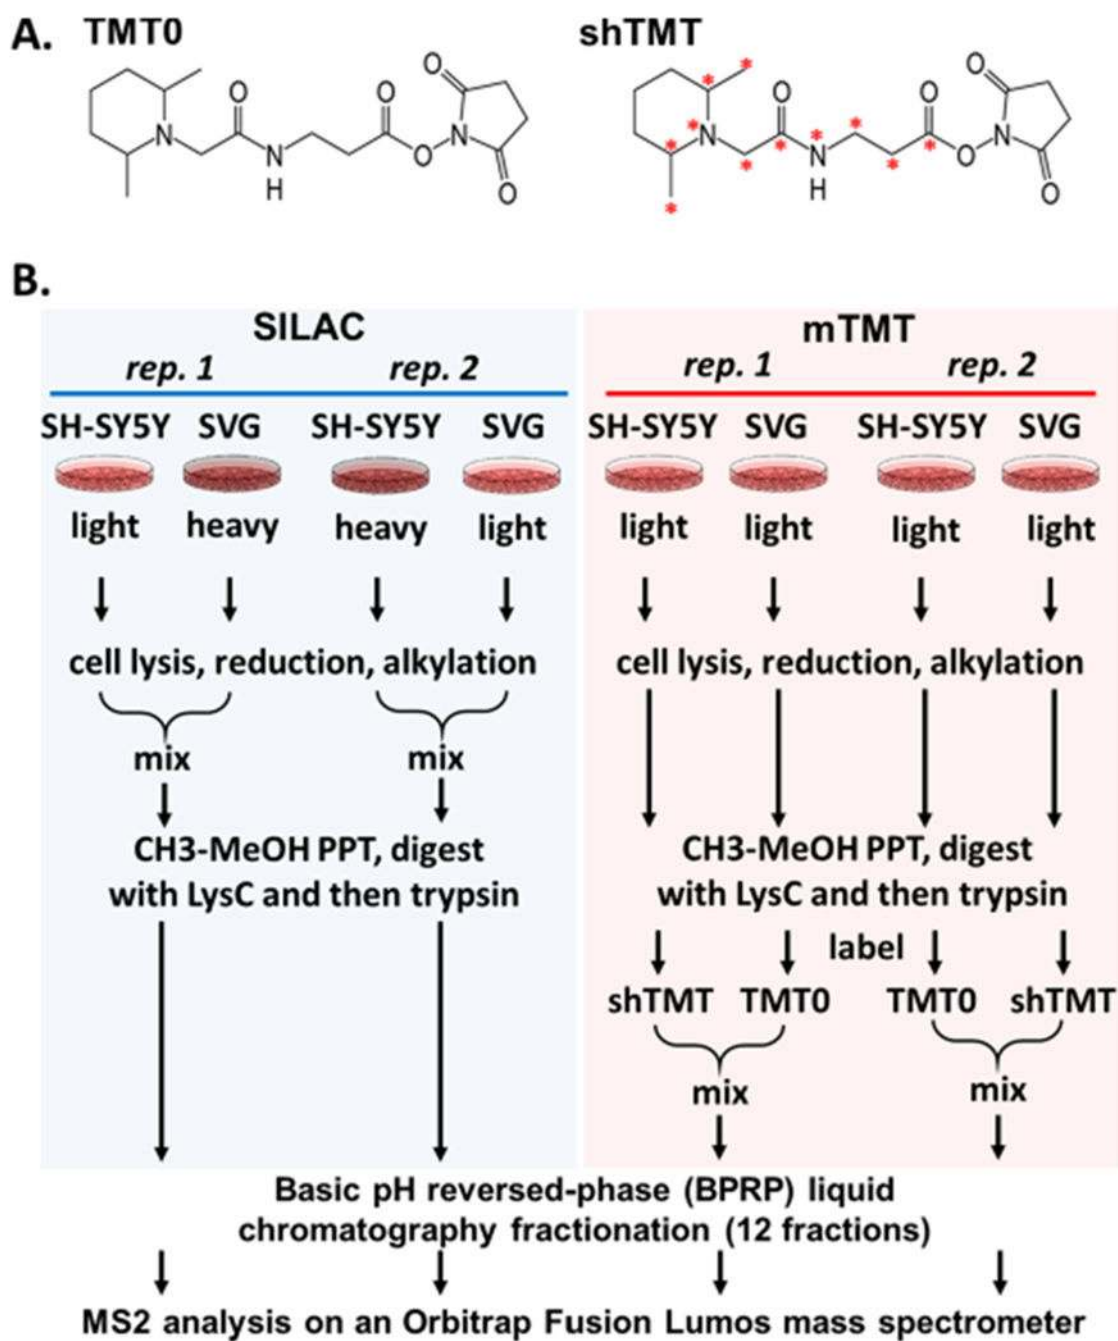 A. TMT0 shTMT
O O O N N H O N O
O O O N N H O N O
* * * * * * * * * * *
B.
SILAC mTMT
rep. 1 rep. 2 rep. 1 rep. 2
SH-SY5Y SVG SH-SY5Y SVG SH-SY5Y SVG SH-SY5Y SVG
light heavy heavy light light light light light
cell lysis, reduction, alkylation cell lysis, reduction, alkylation
mix mix
CH3-MeOH PPT, digest CH3-MeOH PPT, digest
with LysC and then trypsin with LysC and then trypsin
label
shTMT TMT0 TMT0 shTMT
mix mix
Basic pH reversed-phase (BPRP) liquid
chromatography fractionation (12 fractions)
MS2 analysis on an Orbitrap Fusion Lumos mass spectrometer